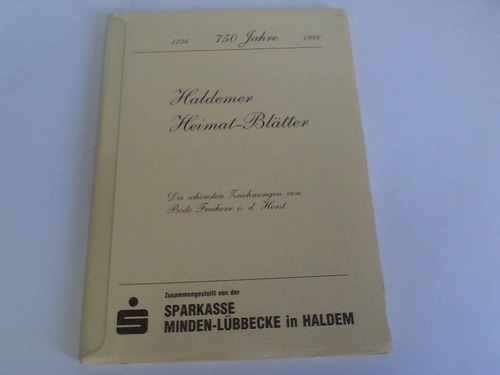 1236 750 Jahre 1986
Haldemer
Heimat-Blätter
Die schönsten Zeichnungen von
Bodo Freiherr v. d. Horst
Zusammengestellt von der
SPARKASSE
MINDEN-LÜBBECKE in HALDEM